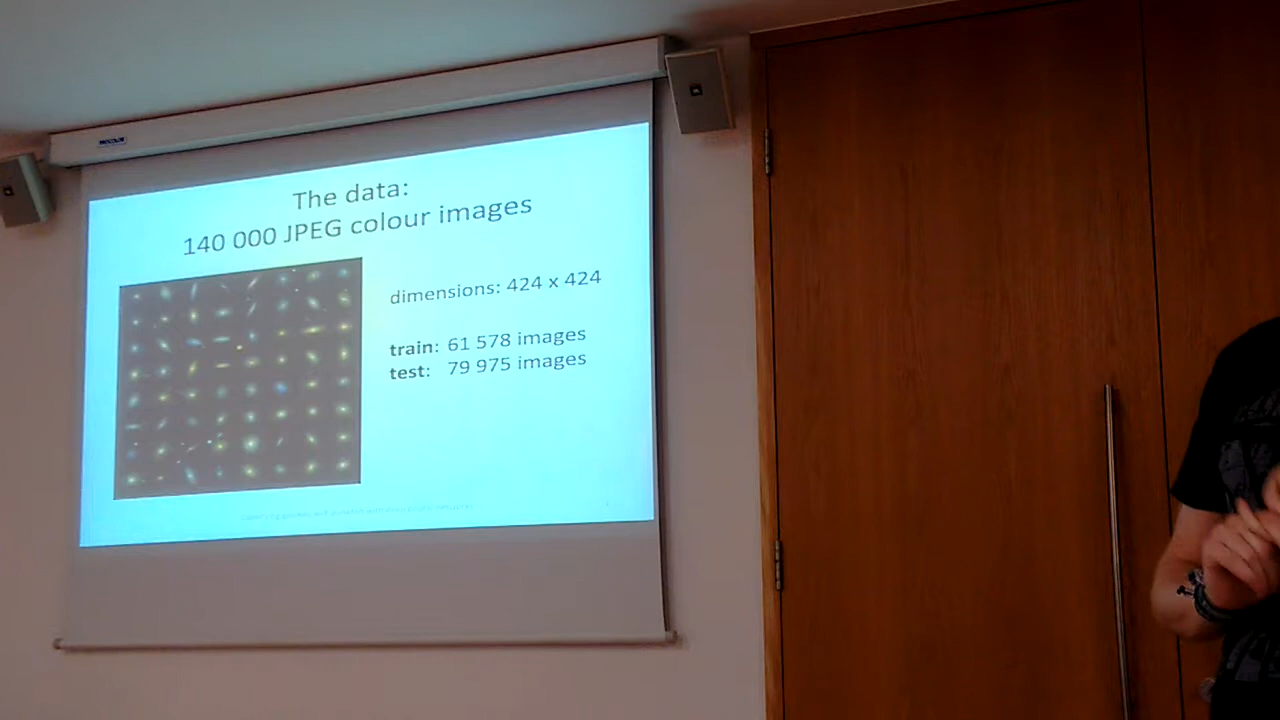 The data:
140 000 JPEG colour images
dimensions: 424 x 424
train: 61 578 images
test: 79 975 images